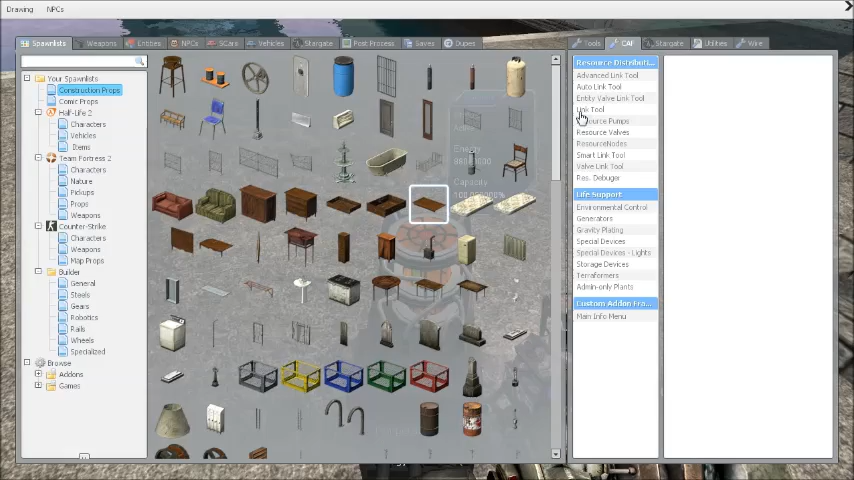 Drawing NPCs
Spawnlists Weapons Entities NPCs SCars Vehicles Stargate Post Process Saves Dupes
Tools CAF Stargate Utilities Wire
Your Spawnlists
Construction Props
Comic Props
Half-Life 2
Characters
Vehicles
Items
Team Fortress 2
Characters
Nature
Pickups
Props
Weapons
Counter-Strike
Characters
Weapons
Map Props
Builder
General
Steels
Gears
Robotics
Rails
Wheels
Specialized
Browse
Addons
Games
Energy
Capacity
Resource Distributi...
Advanced Link Tool
Auto Link Tool
Entity Valve Link Tool
Link Tool
Resource Pumps
Resource Valves
ResourceNodes
Smart Link Tool
Valve Link Tool
Res. Debuger
Life Support
Environmental Control
Generators
Gravity Plating
Special Devices
Special Devices - Lights
Storage Devices
Terraformers
Admin-only Plants
Custom Addon Fra...
Main Info Menu